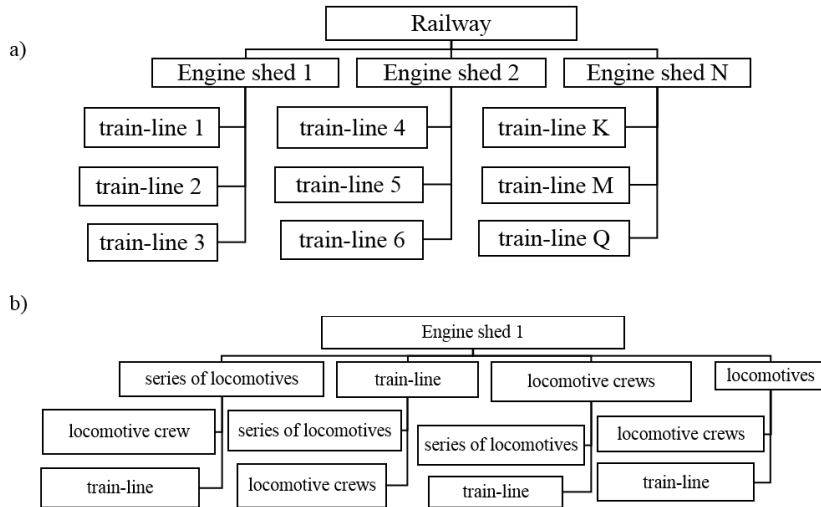 Railway
a)
Engine shed 1
Engine shed 2
Engine shed N
train-line 1
train-line 4
train-line K
train-line 2
train-line 5
train-line M
train-line 3
train-line 6
train-line Q
b)
Engine shed 1
series of locomotives
train-line
locomotive crews
locomotives
locomotive crew
series of locomotives
series of locomotives
locomotive crews
train-line
locomotive crews
train-line
train-line